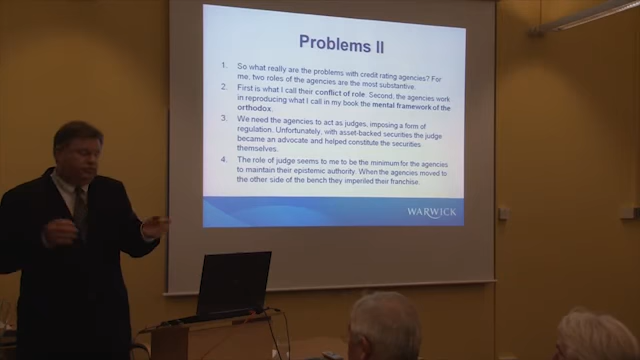 Problems II
1. So what really are the problems with credit rating agencies? For
me, two roles of the agencies are the most substantive.
2. First is what I call their conflict of role. Second, the agencies work
in reproducing what I call in my book the mental framework of the
orthodox.
3. We need the agencies to act as judges, imposing a form of
regulation. Unfortunately, with asset-backed securities the judge
became an advocate and helped constitute the securities
themselves.
4. The role of judge seems to me to be the minimum for the agencies
to maintain their epistemic authority. When the agencies moved to
the other side of the bench they imperiled their franchise.
WARWICK